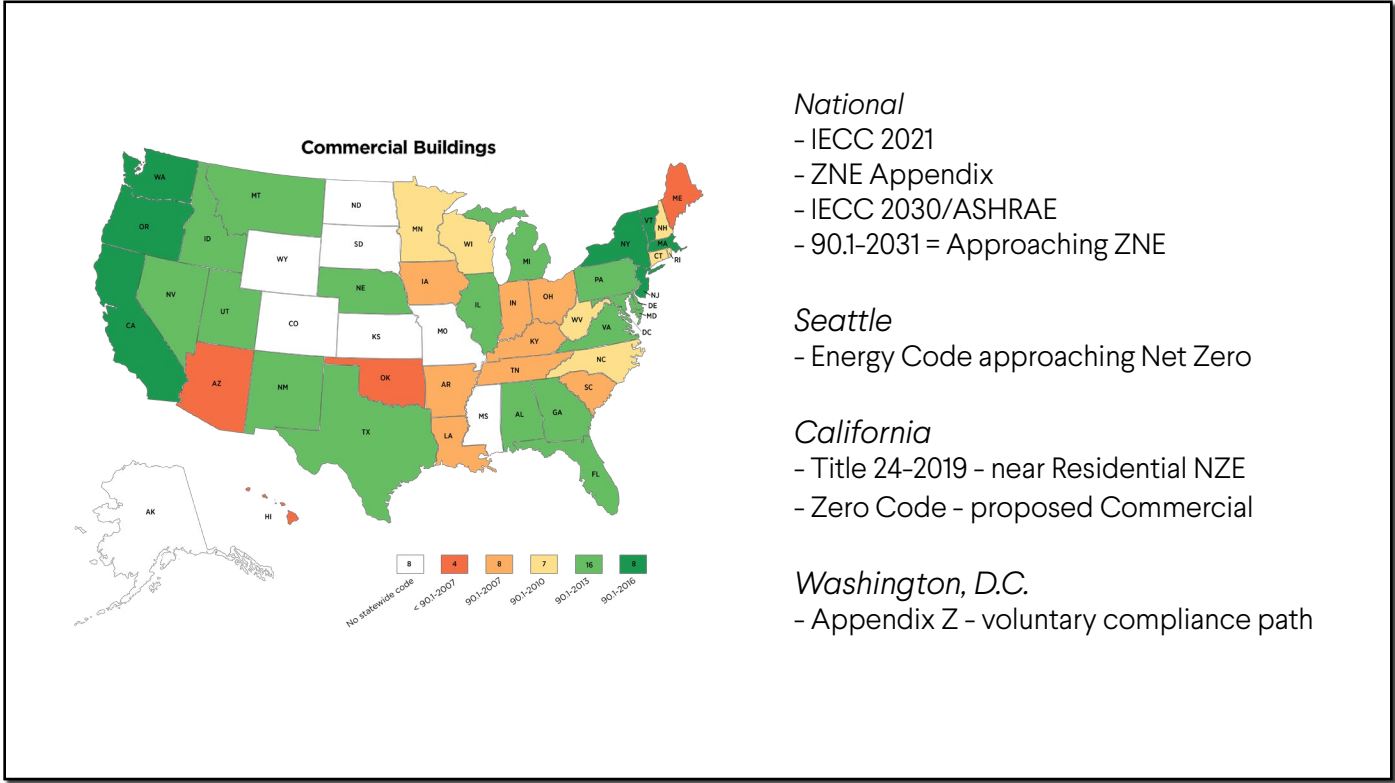 Commercial Buildings
WA
MT
ND
ME
OR
ID
SD
MN
VT
NH
WI
NY
MA
WY
MI
CT
RI
IA
NE
PA
NV
UT
IL
IN
OH
NJ
DE
MD
CO
WV
VA
DC
CA
KS
MO
KY
NC
TN
AZ
OK
NM
AR
SC
MS
AL
GA
TX
LA
FL
AK
HI
8
4
8
7
16
8
No statewide code
< 90.1-2007
90.1-2007
90.1-2010
90.1-2013
90.1-2016
National
- IECC 2021
- ZNE Appendix
- IECC 2030/ASHRAE
- 90.1-2031 = Approaching ZNE
Seattle
- Energy Code approaching Net Zero
California
- Title 24-2019 - near Residential NZE
- Zero Code - proposed Commercial
Washington, D.C.
- Appendix Z - voluntary compliance path